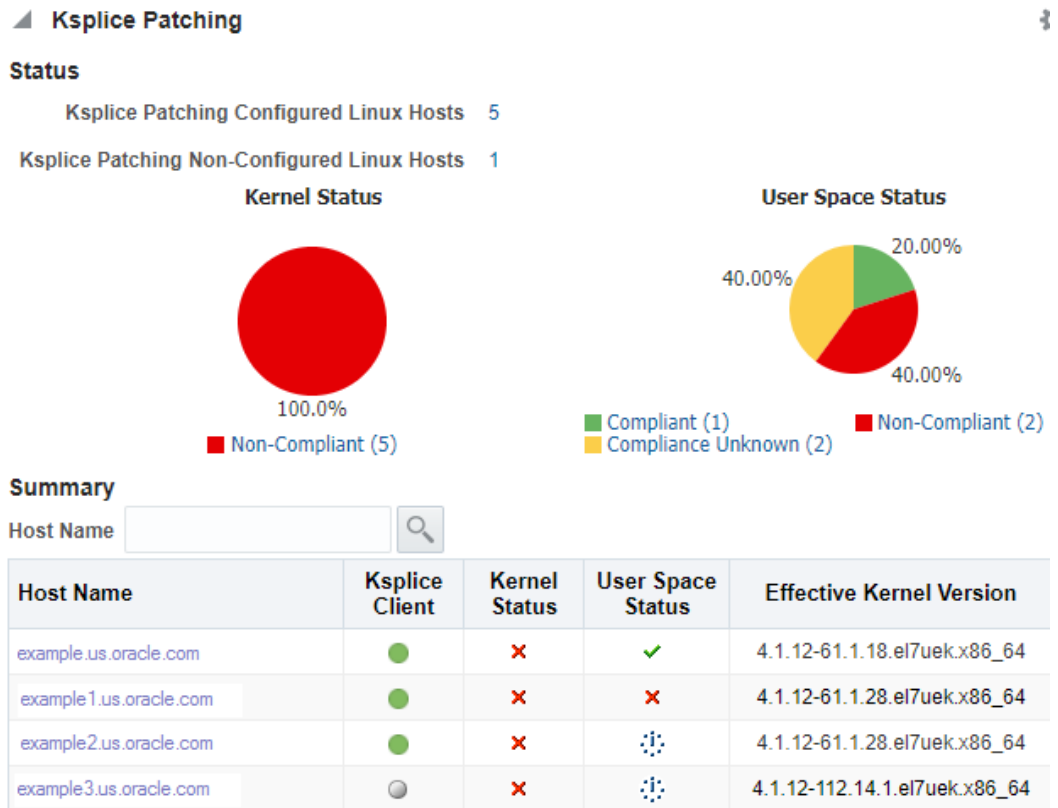 Ksplice Patching
Status
Ksplice Patching Configured Linux Hosts 5
Ksplice Patching Non-Configured Linux Hosts 1
Kernel Status
100.0%
Non-Compliant (5)
User Space Status
20.00%
40.00%
40.00%
Compliant (1)
Non-Compliant (2)
Compliance Unknown (2)
Summary
Host Name
Host Name Ksplice Client Kernel Status User Space Status Effective Kernel Version
example.us.oracle.com 4.1.12-61.1.18.el7uek.x86_64
example1.us.oracle.com 4.1.12-61.1.28.el7uek.x86_64
example2.us.oracle.com 4.1.12-61.1.28.el7uek.x86_64
example3.us.oracle.com 4.1.12-112.14.1.el7uek.x86_64